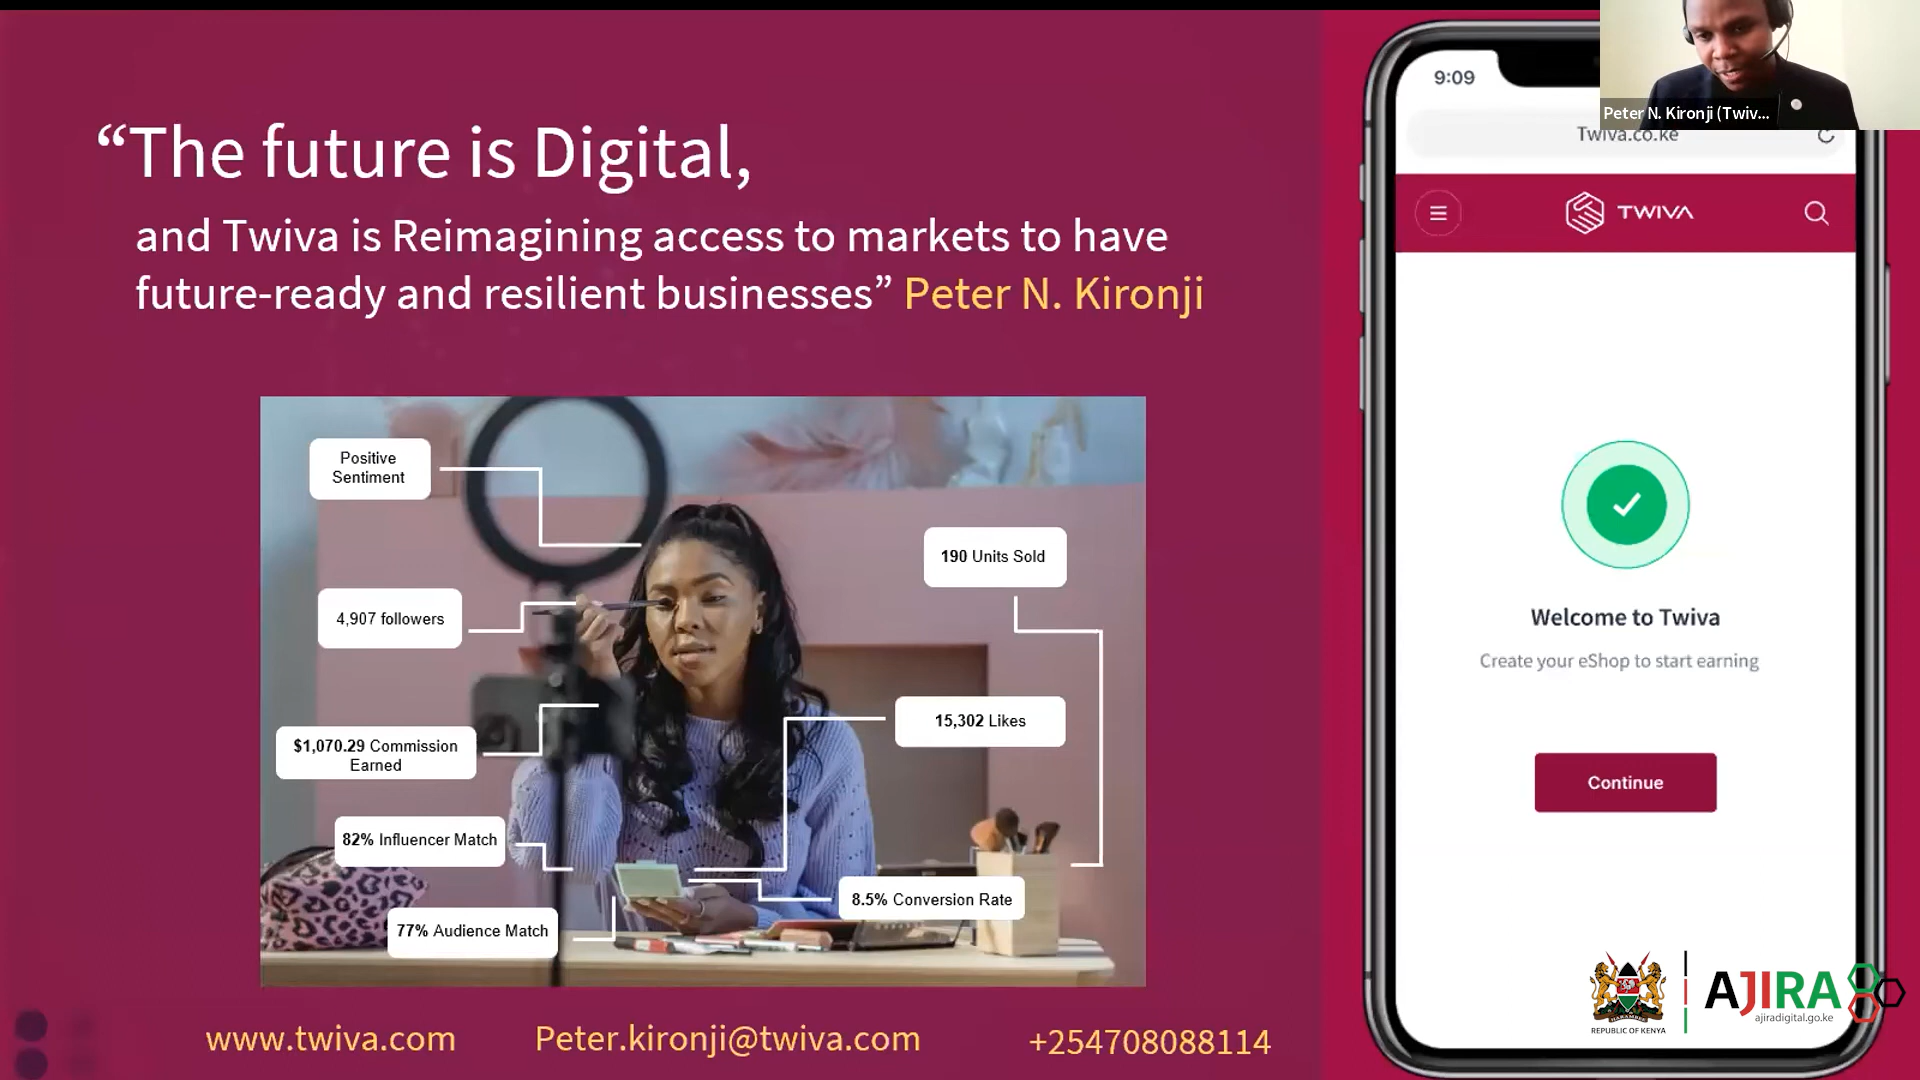 “The future is Digital,
and Twiva is Reimagining access to markets to have
future-ready and resilient businesses” Peter N. Kironji
Positive
Sentiment
4,907 followers
$1,070.29 Commission
Earned
82% Influencer Match
77% Audience Match
190 Units Sold
15,302 Likes
8.5% Conversion Rate
www.twiva.com
Peter.kironji@twiva.com
+254708088114
9:09
Peter N. Kironji (Twiv...
Twiva.co.ke
TWIVA
Welcome to Twiva
Create your eShop to start earning
Continue
HARAMBEE
REPUBLIC OF KENYA
AJIRA
ajiradigital.go.ke